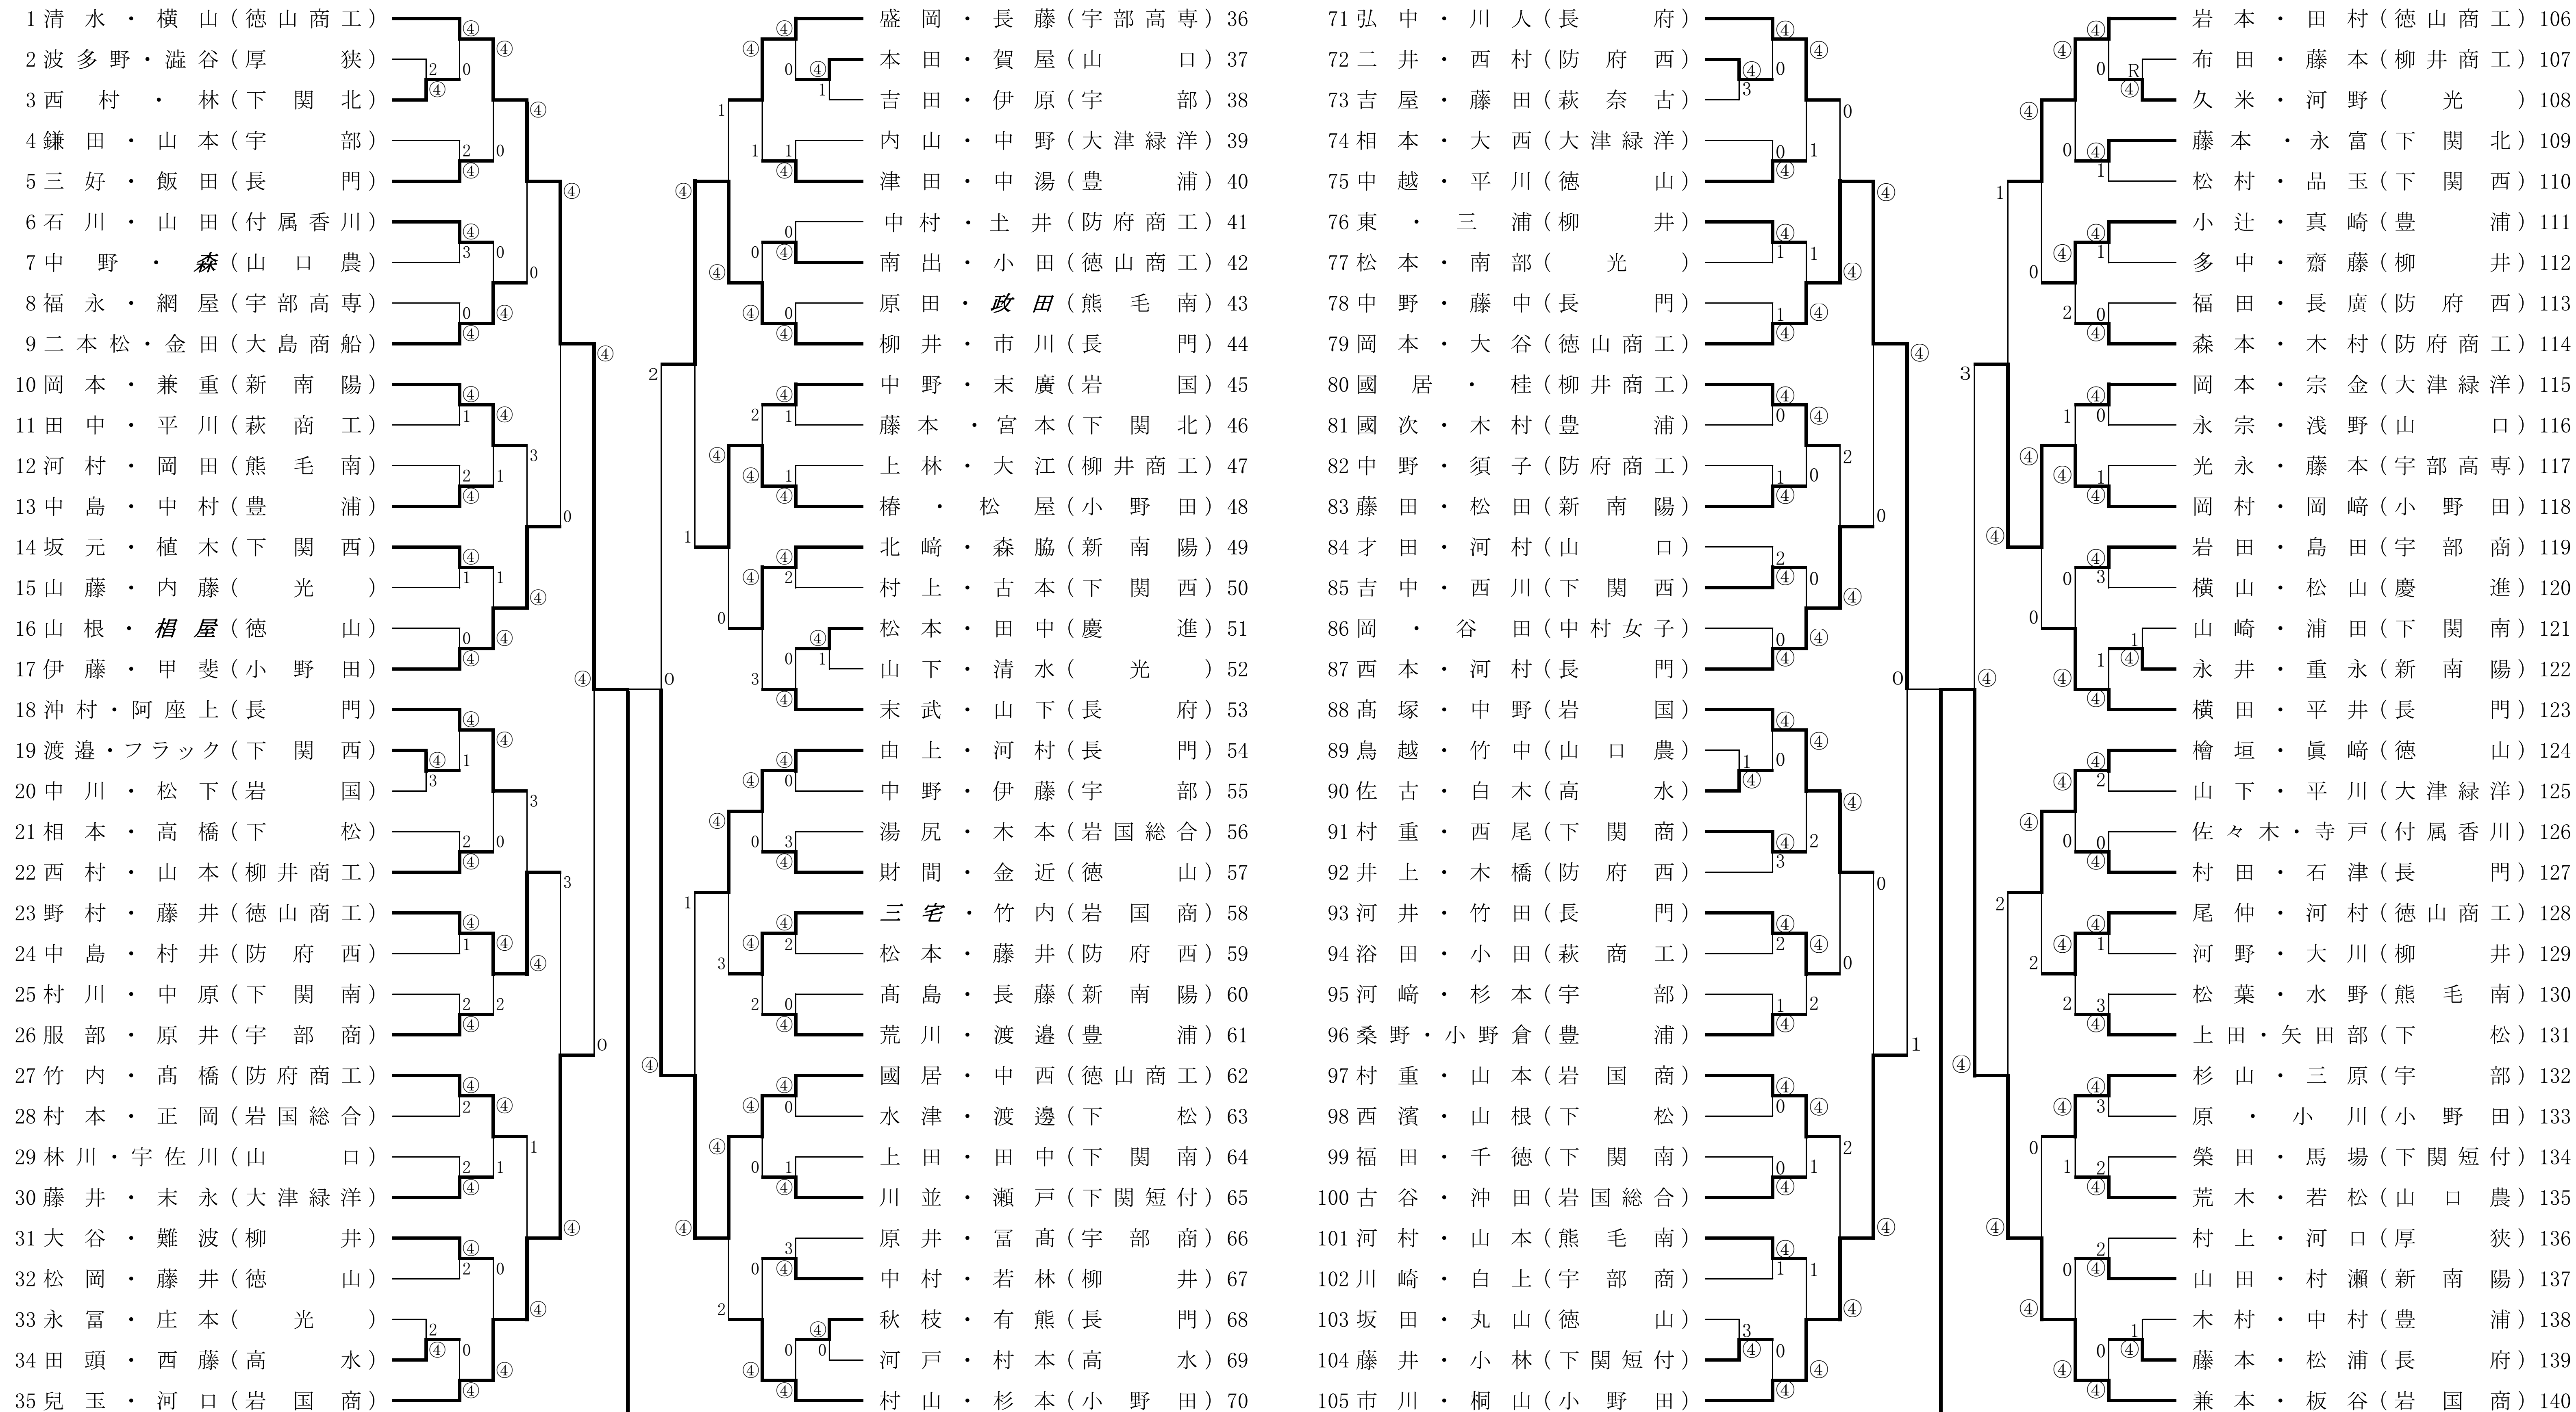 1 清水・横山（徳山商工）
2 波多野・澁谷（厚狭）
3 西村・林（下関北）
4 鎌田・山本（宇部）
5 三好・飯田（長門）
6 石川・山田（付属香川）
7 中野・森（山口農）
8 福永・網屋（宇部高専）
9 二本松・金田（大島商船）
10 岡本・兼重（新南陽）
11 田中・平川（萩商工）
12 河村・岡田（熊毛南）
13 中島・中村（豊浦）
14 坂元・植木（下関西）
15 山藤・内藤（光）
16 山根・椙屋（徳山）
17 伊藤・甲斐（小野田）
18 沖村・阿座上（長門）
19 渡邉・フラック（下関西）
20 中川・松下（岩国）
21 相本・高橋（下松）
22 西村・山本（柳井商工）
23 野村・藤井（徳山商工）
24 中島・村井（防府西）
25 村川・中原（下関南）
26 服部・原井（宇部商）
27 竹内・髙橋（防府商工）
28 村本・正岡（岩国総合）
29 林川・宇佐川（山口）
30 藤井・末永（大津緑洋）
31 大谷・難波（柳井）
32 松岡・藤井（徳山）
33 永冨・庄本（光）
34 田頭・西藤（高水）
35 兒玉・河口（岩国商）
盛岡・長藤（宇部高専）36
本田・賀屋（山口）37
吉田・伊原（宇部）38
内山・中野（大津緑洋）39
津田・中湯（豊浦）40
中村・圡井（防府商工）41
南出・小田（徳山商工）42
原田・政田（熊毛南）43
柳井・市川（長門）44
中野・末廣（岩国）45
藤本・宮本（下関北）46
上林・大江（柳井商工）47
椿・松屋（小野田）48
北﨑・森脇（新南陽）49
村上・古本（下関西）50
松本・田中（慶進）51
山下・清水（光）52
末武・山下（長府）53
由上・河村（長門）54
中野・伊藤（宇部）55
湯尻・木本（岩国総合）56
財間・金近（徳山）57
三宅・竹内（岩国商）58
松本・藤井（防府西）59
髙島・長藤（新南陽）60
荒川・渡邉（豊浦）61
國居・中西（徳山商工）62
水津・渡邊（下松）63
上田・田中（下関南）64
川並・瀬戸（下関短付）65
原井・冨髙（宇部商）66
中村・若林（柳井）67
秋枝・有熊（長門）68
河戸・村本（高水）69
村山・杉本（小野田）70
71 弘中・川人（長府）
72 二井・西村（防府西）
73 吉屋・藤田（萩奈古）
74 相本・大西（大津緑洋）
75 中越・平川（徳山）
76 東・三浦（柳井）
77 松本・南部（光）
78 中野・藤中（長門）
79 岡本・大谷（徳山商工）
80 國居・桂（柳井商工）
81 國次・木村（豊浦）
82 中野・須子（防府商工）
83 藤田・松田（新南陽）
84 才田・河村（山口）
85 吉中・西川（下関西）
86 岡・谷田（中村女子）
87 西本・河村（長門）
88 髙塚・中野（岩国）
89 鳥越・竹中（山口農）
90 佐古・白木（高水）
91 村重・西尾（下関商）
92 井上・木橋（防府西）
93 河井・竹田（長門）
94 浴田・小田（萩商工）
95 河﨑・杉本（宇部）
96 桑野・小野倉（豊浦）
97 村重・山本（岩国商）
98 西濱・山根（下松）
99 福田・千徳（下関南）
100 古谷・沖田（岩国総合）
101 河村・山本（熊毛南）
102 川崎・白上（宇部商）
103 坂田・丸山（徳山）
104 藤井・小林（下関短付）
105 市川・桐山（小野田）
岩本・田村（徳山商工）106
布田・藤本（柳井商工）107
久米・河野（光）108
藤本・永富（下関北）109
松村・品玉（下関西）110
小辻・真崎（豊浦）111
多中・齋藤（柳井）112
福田・長廣（防府西）113
森本・木村（防府商工）114
岡本・宗金（大津緑洋）115
永宗・浅野（山口）116
光永・藤本（宇部高専）117
岡村・岡﨑（小野田）118
岩田・島田（宇部商）119
横山・松山（慶進）120
山崎・浦田（下関南）121
永井・重永（新南陽）122
横田・平井（長門）123
檜垣・眞﨑（徳山）124
山下・平川（大津緑洋）125
佐々木・寺戸（付属香川）126
村田・石津（長門）127
尾仲・河村（徳山商工）128
河野・大川（柳井）129
松葉・水野（熊毛南）130
上田・矢田部（下松）131
杉山・三原（宇部）132
原・小川（小野田）133
榮田・馬場（下関短付）134
荒木・若松（山口農）135
村上・河口（厚狭）136
山田・村瀬（新南陽）137
木村・中村（豊浦）138
藤本・松浦（長府）139
兼本・板谷（岩国商）140